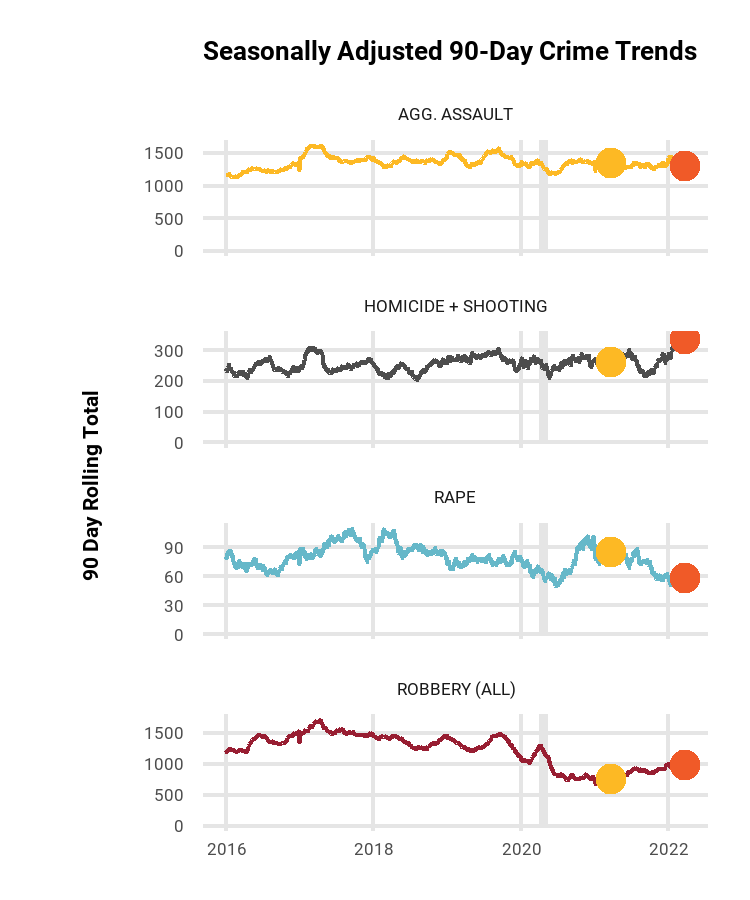 Seasonally Adjusted 90-Day Crime Trends
AGG. ASSAULT
1500
1000
500
0
HOMICIDE + SHOOTING
300
200
100
0
90 Day Rolling Total
RAPE
90
60
30
0
ROBBERY (ALL)
1500
1000
500
0
2016 2018 2020 2022